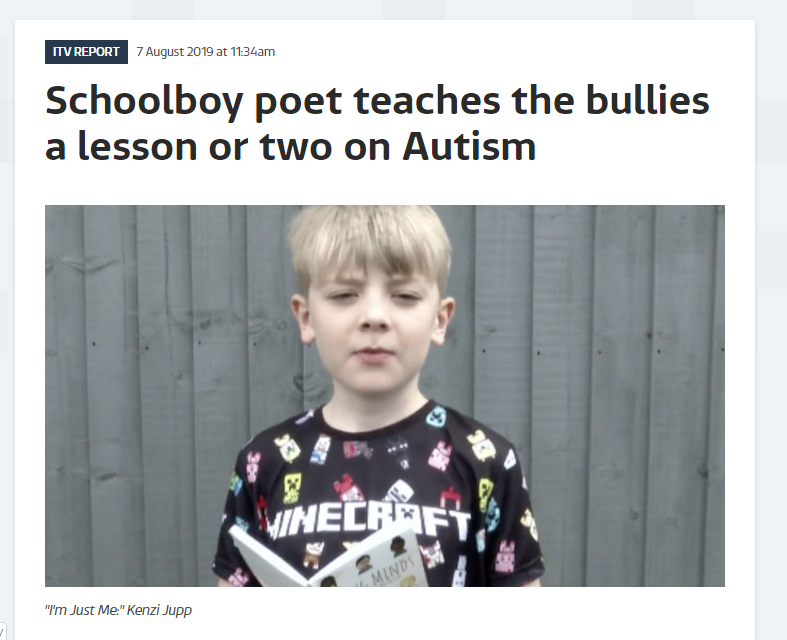 ITV REPORT 7 August 2019 at 11:34am
Schoolboy poet teaches the bullies
a lesson or two on Autism
MINECRAFT
MINDS
"I'm Just Me:" Kenzi Jupp